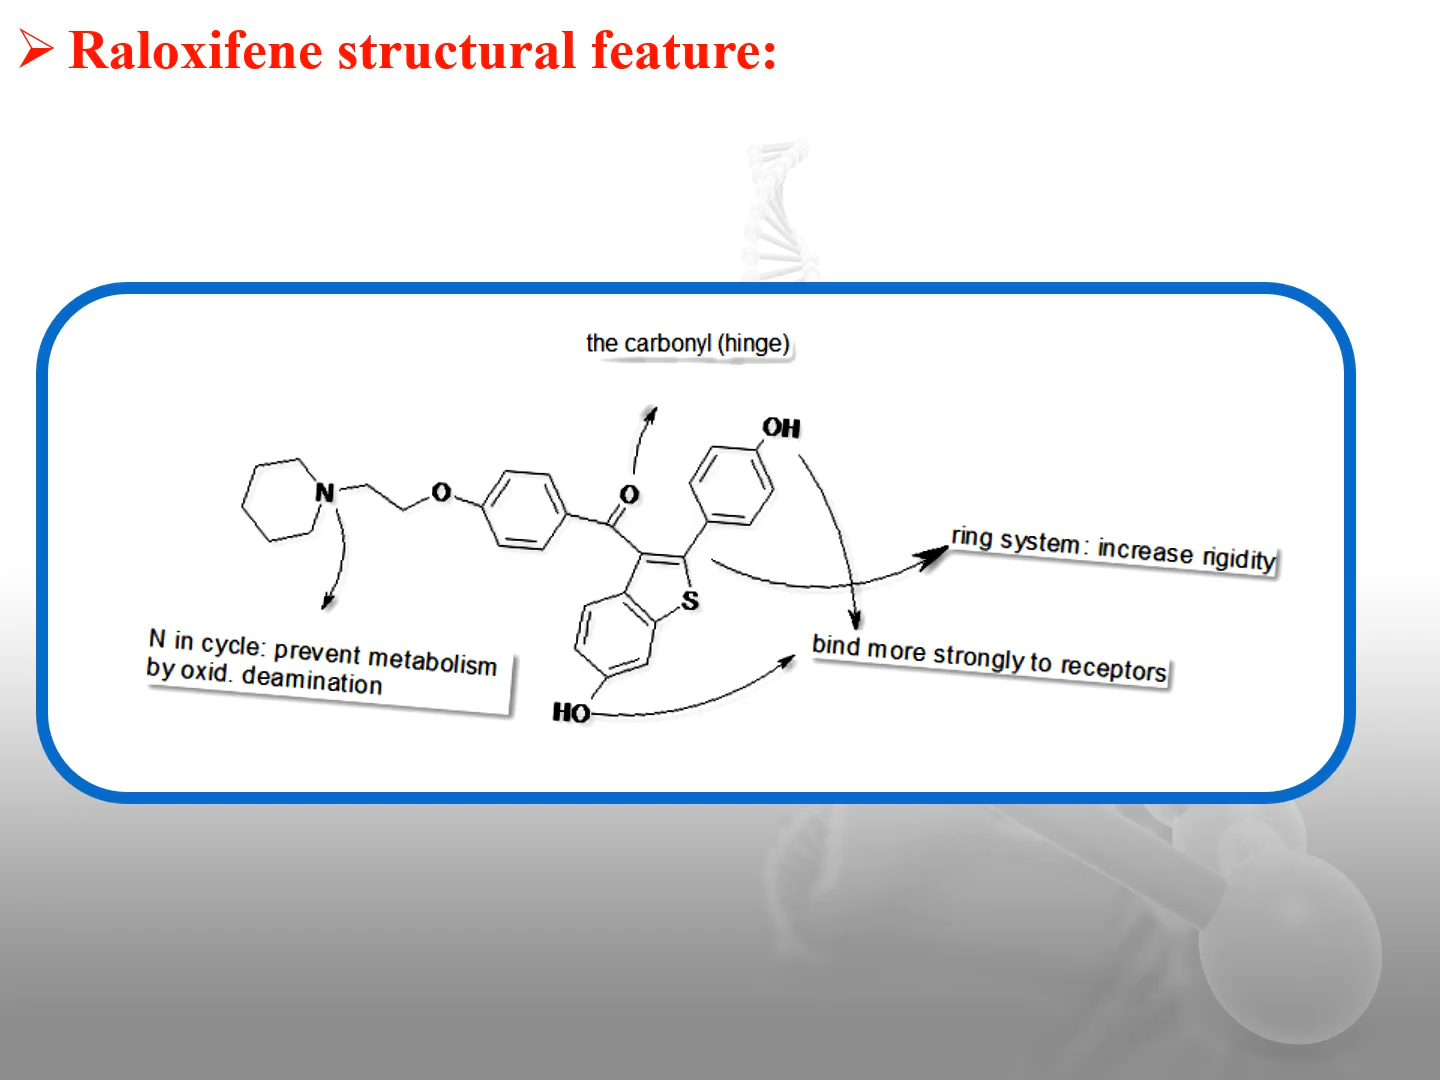 ➢ Raloxifene structural feature:
the carbonyl (hinge)
OH
N
O
O
ring system: increase rigidity
S
N in cycle: prevent metabolism
by oxid. deamination
bind more strongly to receptors
HO